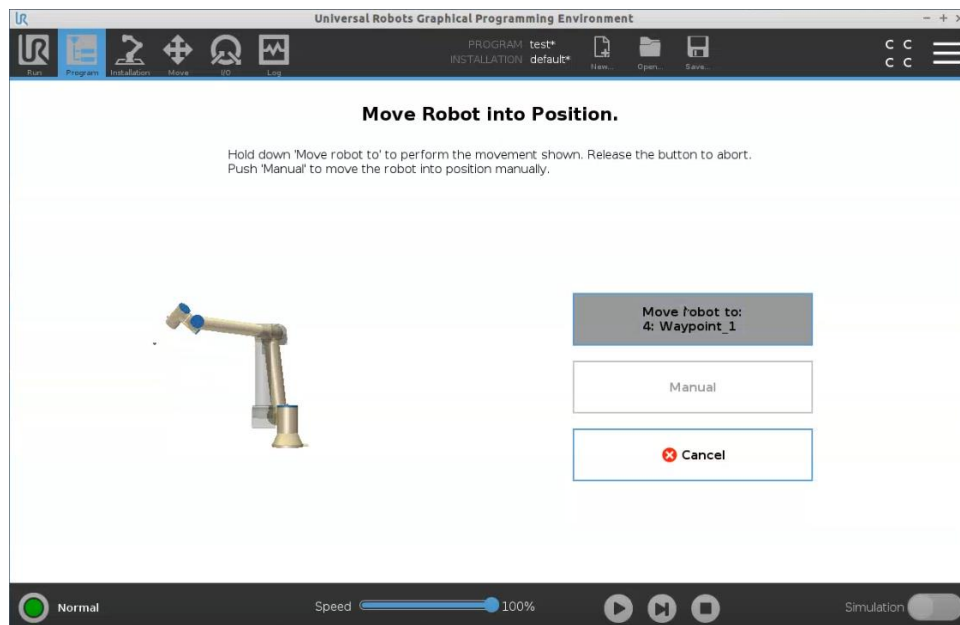 Universal Robots Graphical Programming Environment
Run
Program
Installation
Move
I/O
Log
PROGRAM test*
INSTALLATION default*
New...
Open...
Save...
C C
C C
Move Robot into Position.
Hold down 'Move robot to' to perform the movement shown. Release the button to abort.
Push 'Manual' to move the robot into position manually.
Move robot to:
4: Waypoint_1
Manual
Cancel
Normal
Speed
100%
Simulation